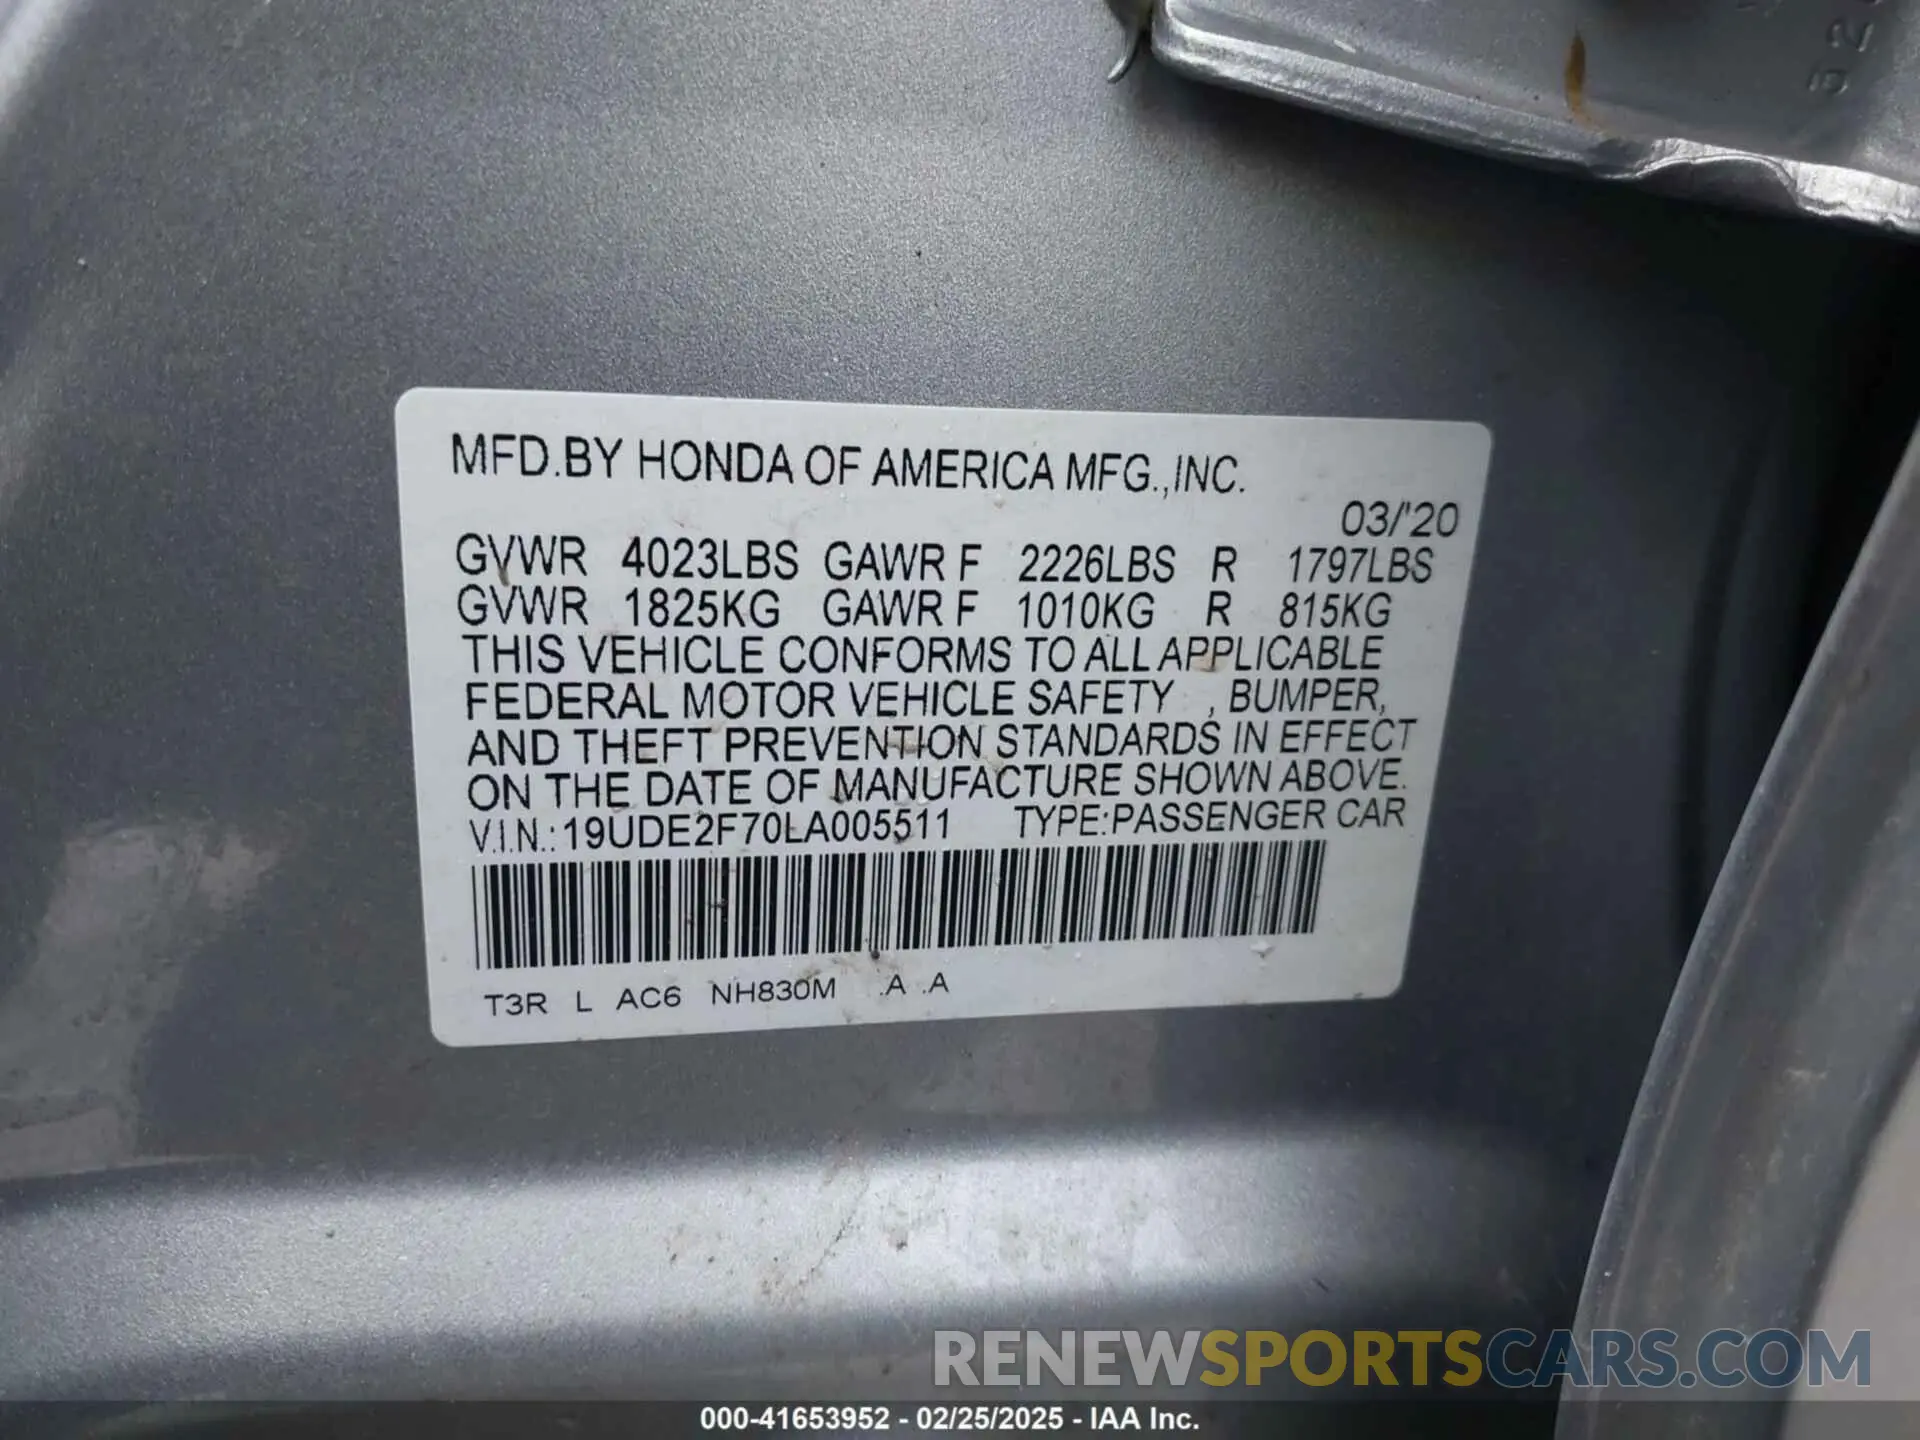 MFD.BY HONDA OF AMERICA MFG.,INC.
03/'20
GVWR 4023LBS GAWR F 2226LBS R 1797LBS
GVWR 1825KG GAWR F 1010KG R 815KG
THIS VEHICLE CONFORMS TO ALL APPLICABLE
FEDERAL MOTOR VEHICLE SAFETY , BUMPER,
AND THEFT PREVENTION STANDARDS IN EFFECT
ON THE DATE OF MANUFACTURE SHOWN ABOVE.
V.I.N.:19UDE2F70LA005511 TYPE:PASSENGER CAR
T3R L AC6 NH830M .A .A
RENEWSPORTSCARS.COM
000-41653952 - 02/25/2025 - IAA Inc.